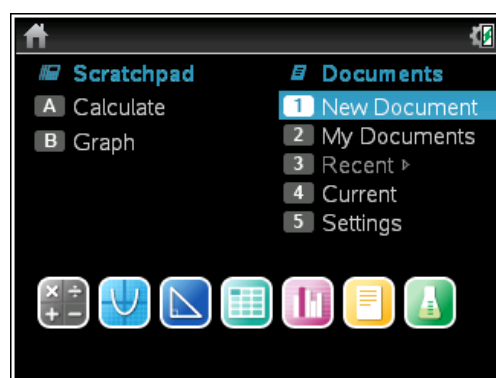 Scratchpad
A Calculate
B Graph
Documents
1 New Document
2 My Documents
3 Recent ▹
4 Current
5 Settings